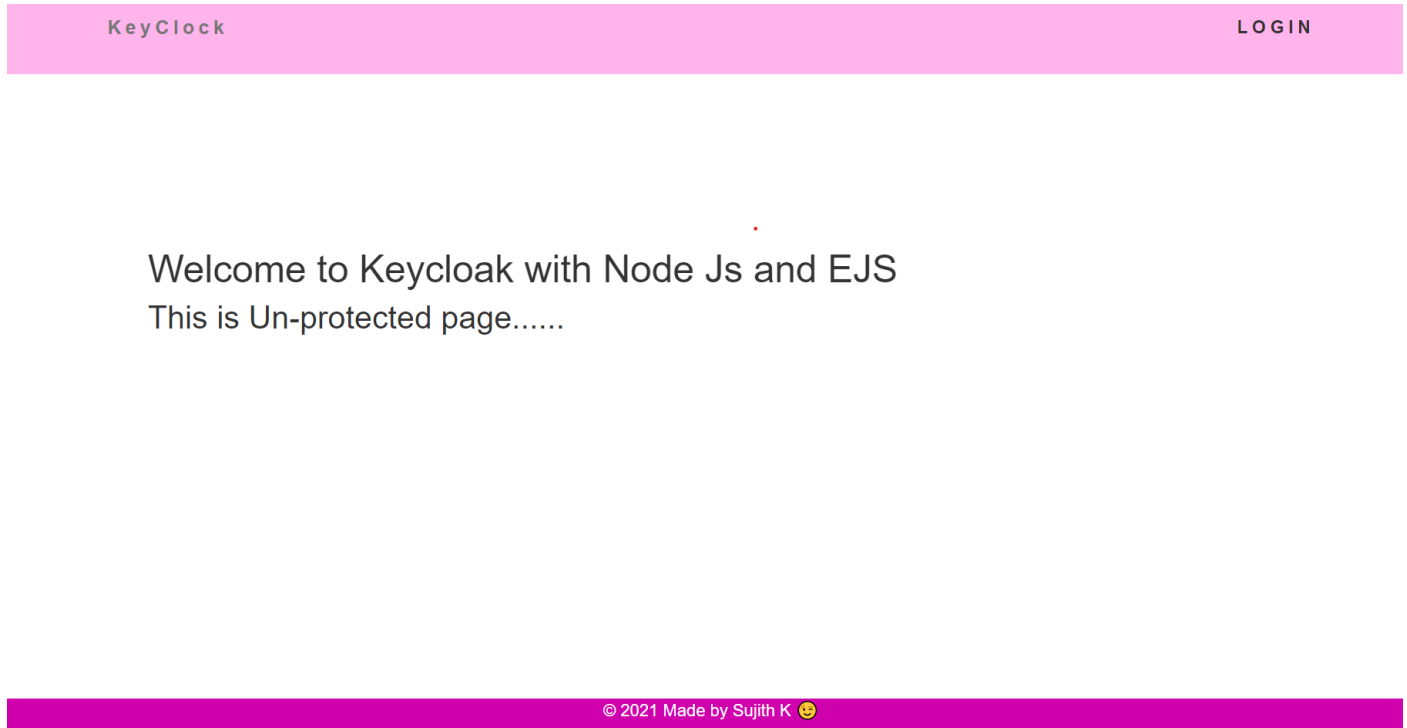 KeyClock LOGIN
Welcome to Keycloak with Node Js and EJS
This is Un-protected page......
© 2021 Made by Sujith K 😉